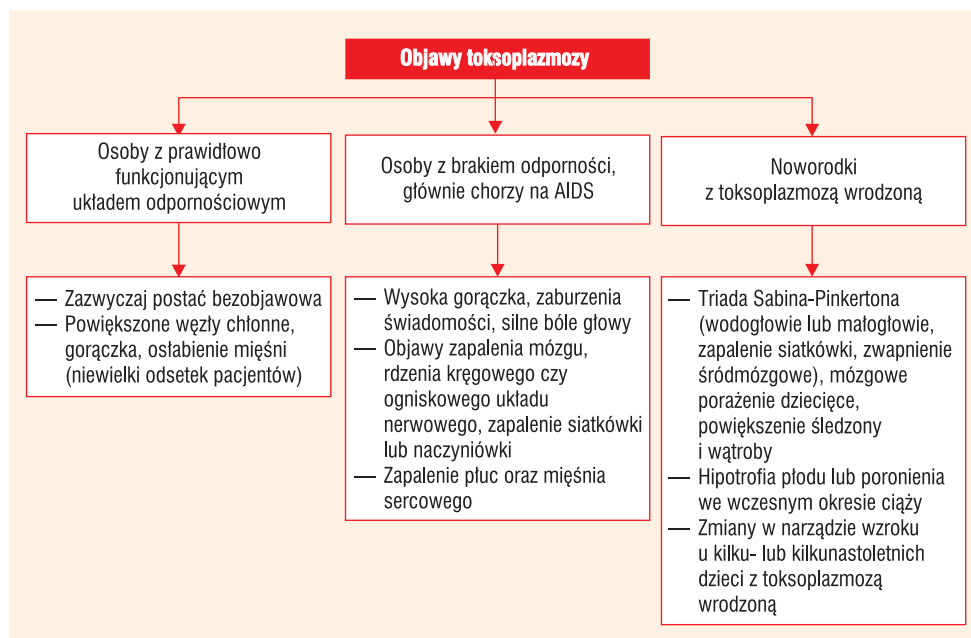 Objawy toksoplazmozy
Osoby z prawidłowo
funkcjonującym
układem odpornościowym
Osoby z brakiem odporności,
głównie chorzy na AIDS
Noworodki
z toksoplazmozą wrodzoną
— Zazwyczaj postać bezobjawowa
— Powiększone węzły chłonne,
gorączka, osłabienie mięśni
(niewielki odsetek pacjentów)
— Wysoka gorączka, zaburzenia
świadomości, silne bóle głowy
— Objawy zapalenia mózgu,
rdzenia kręgowego czy
ogniskowego układu
nerwowego, zapalenie siatkówki
lub naczyniówki
— Zapalenie płuc oraz mięśnia
sercowego
— Triada Sabina-Pinkertona
(wodogłowie lub małogłowie,
zapalenie siatkówki, zwapnienie
śródmózgowe), mózgowe
porażenie dziecięce,
powiększenie śledzony
i wątroby
— Hipotrofia płodu lub poronienia
we wczesnym okresie ciąży
— Zmiany w narządzie wzroku
u kilku- lub kilkunastoletnich
dzieci z toksoplazmozą
wrodzoną